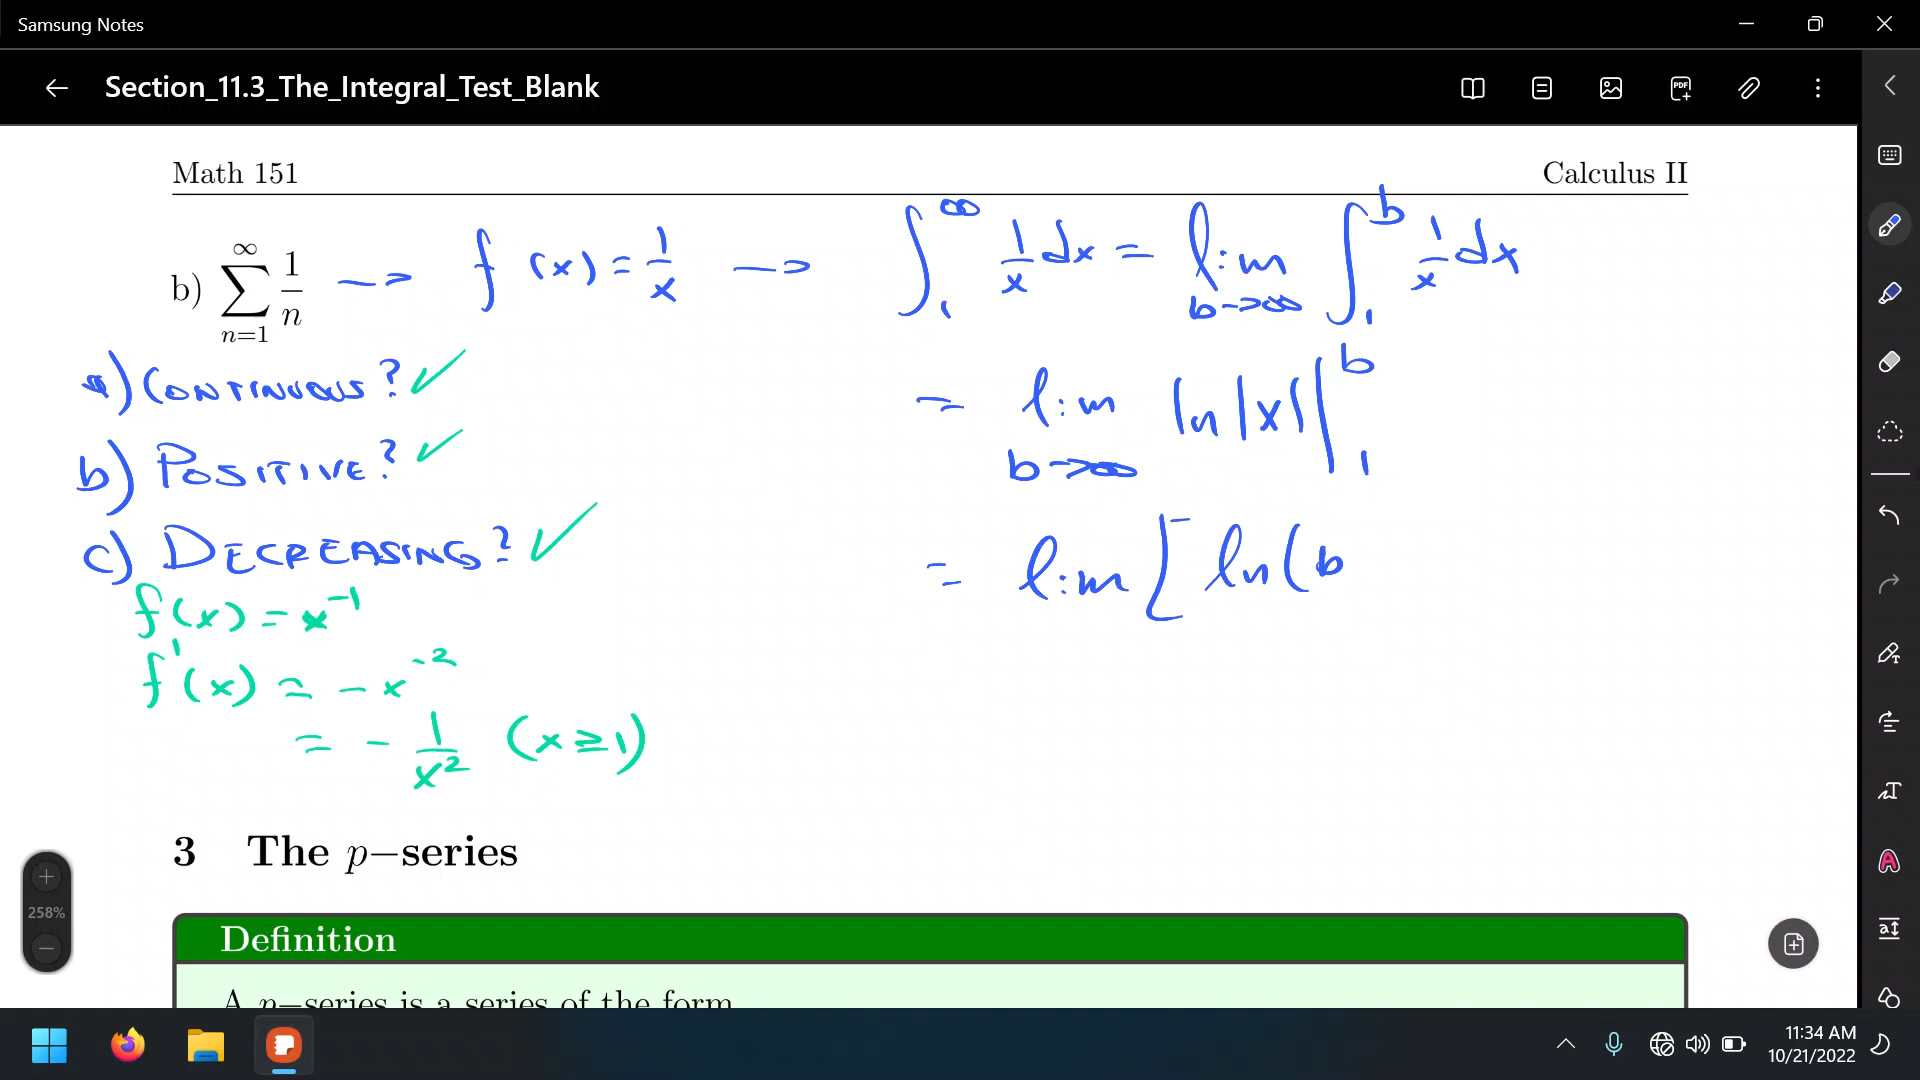 Samsung Notes
Section_11.3_The_Integral_Test_Blank
Math 151 Calculus II
b) ∑_{n=1}^{∞} 1/n --> f(x) = 1/x --> ∫_1^∞ 1/x dx = lim_{b->∞} ∫_1^b 1/x dx
a) CONTINUOUS? ✓
= lim_{b->∞} ln|x| |_1^b
b) POSITIVE? ✓
c) DECREASING? ✓
= lim [ ln(b
f(x) = x^{-1}
f'(x) = -x^{-2}
= - 1/x^2 (x ≥ 1)
3 The p–series
Definition
A p–series is a series of the form
258%
11:34 AM
10/21/2022